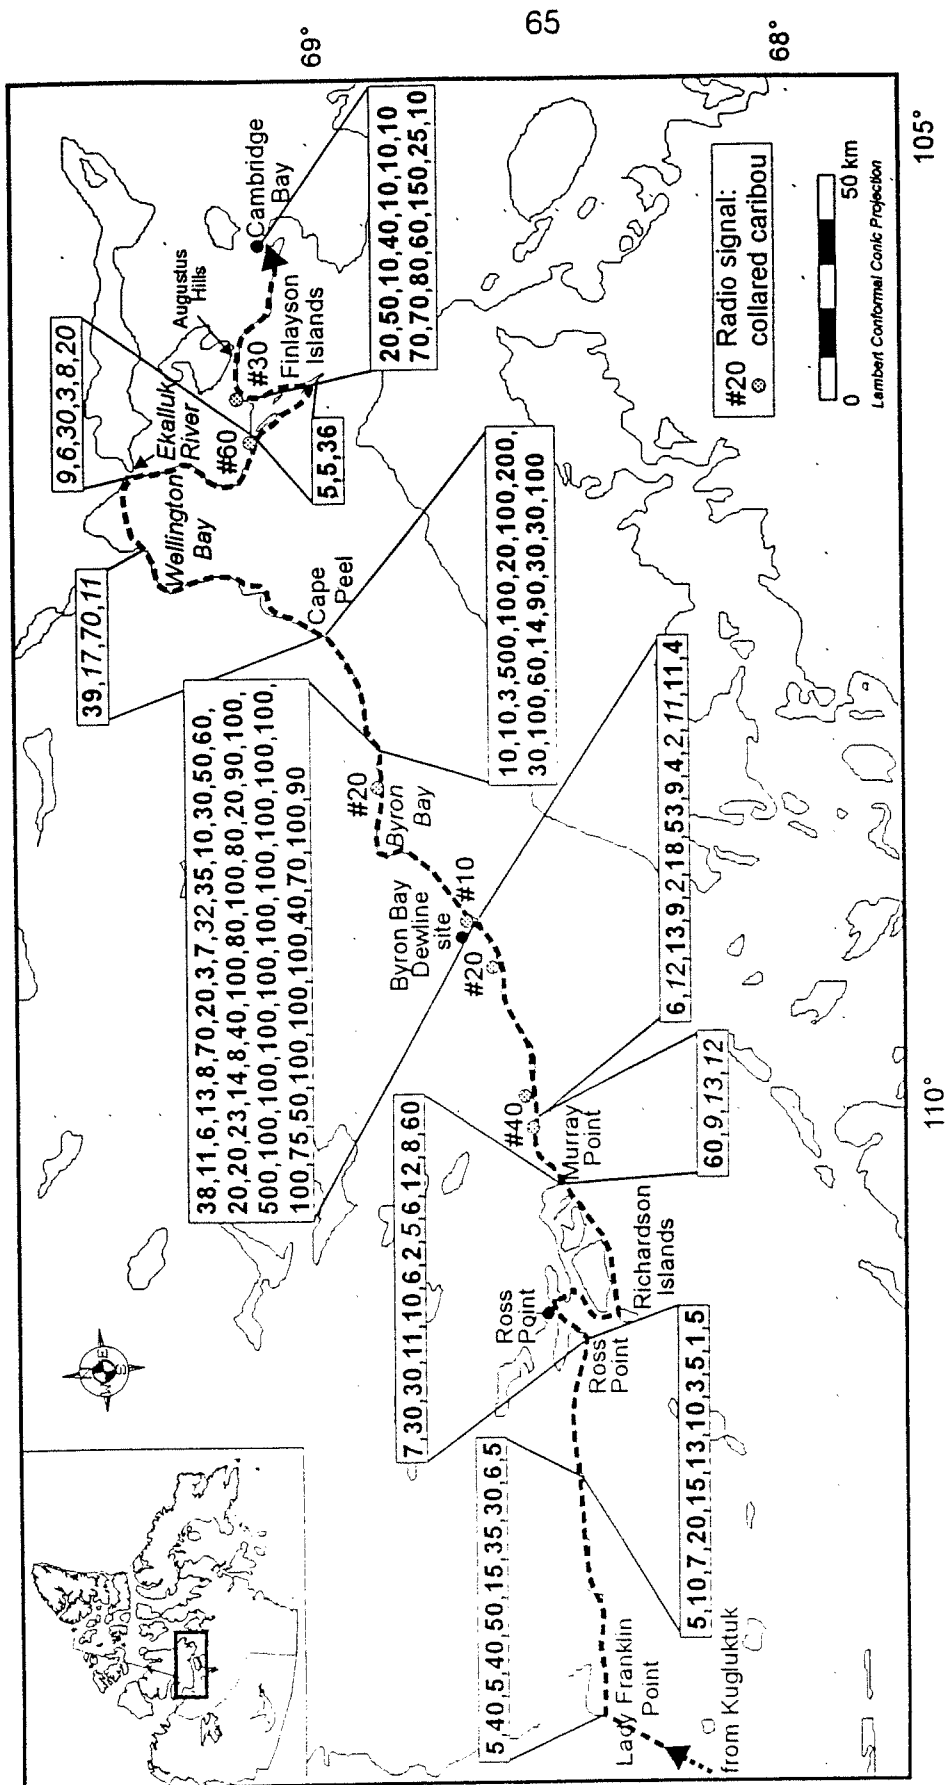 65
69°
68°
105°
110°
N
E
W
S
9,6,30,3,8,20
39,17,70,11
38,11,6,13,8,70,20,3,7,32,35,10,30,50,60,
20,20,23,14,8,40,100,80,100,80,20,90,100,
500,100,100,100,100,100,100,100,100,100,
100,75,50,100,100,100,40,70,100,90
7,30,30,11,10,6,2,5,6,12,8,60
5,40,5,40,50,15,35,30,6,5
Ekalluk
River
Wellington
Bay
Augustus
Hills
Cambridge
Bay
#30
Finlayson
Islands
#60
5,5,36
Cape
Peel
20,50,10,40,10,10,10
70,70,80,60,150,25,10
#20
Byron
Bay
Byron Bay
Dewline
site
#10
#20
10,10,3,500,100,20,100,200,
30,100,60,14,90,30,30,100
#40
Murray
Point
6,12,13,9,2,18,53,9,4,2,11,11,4
60,9,13,12
Richardson
Islands
Ross
Point
Ross
Point
5,10,7,20,15,13,10,3,5,1,5
Lady Franklin
Point
from Kugluktuk
#20 Radio signal:
collared caribou
0 50 km
Lambert Conformal Conic Projection